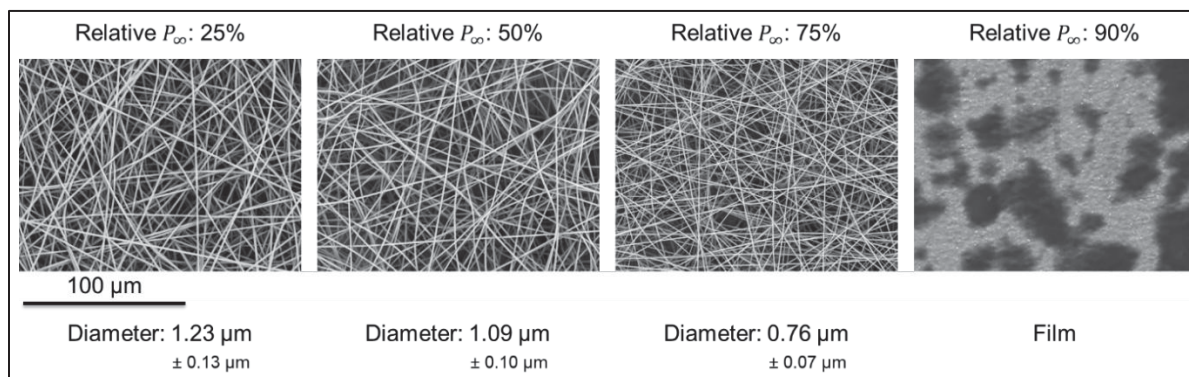 Relative P∞: 25%
Relative P∞: 50%
Relative P∞: 75%
Relative P∞: 90%
100 μm
Diameter: 1.23 μm
± 0.13 μm
Diameter: 1.09 μm
± 0.10 μm
Diameter: 0.76 μm
± 0.07 μm
Film